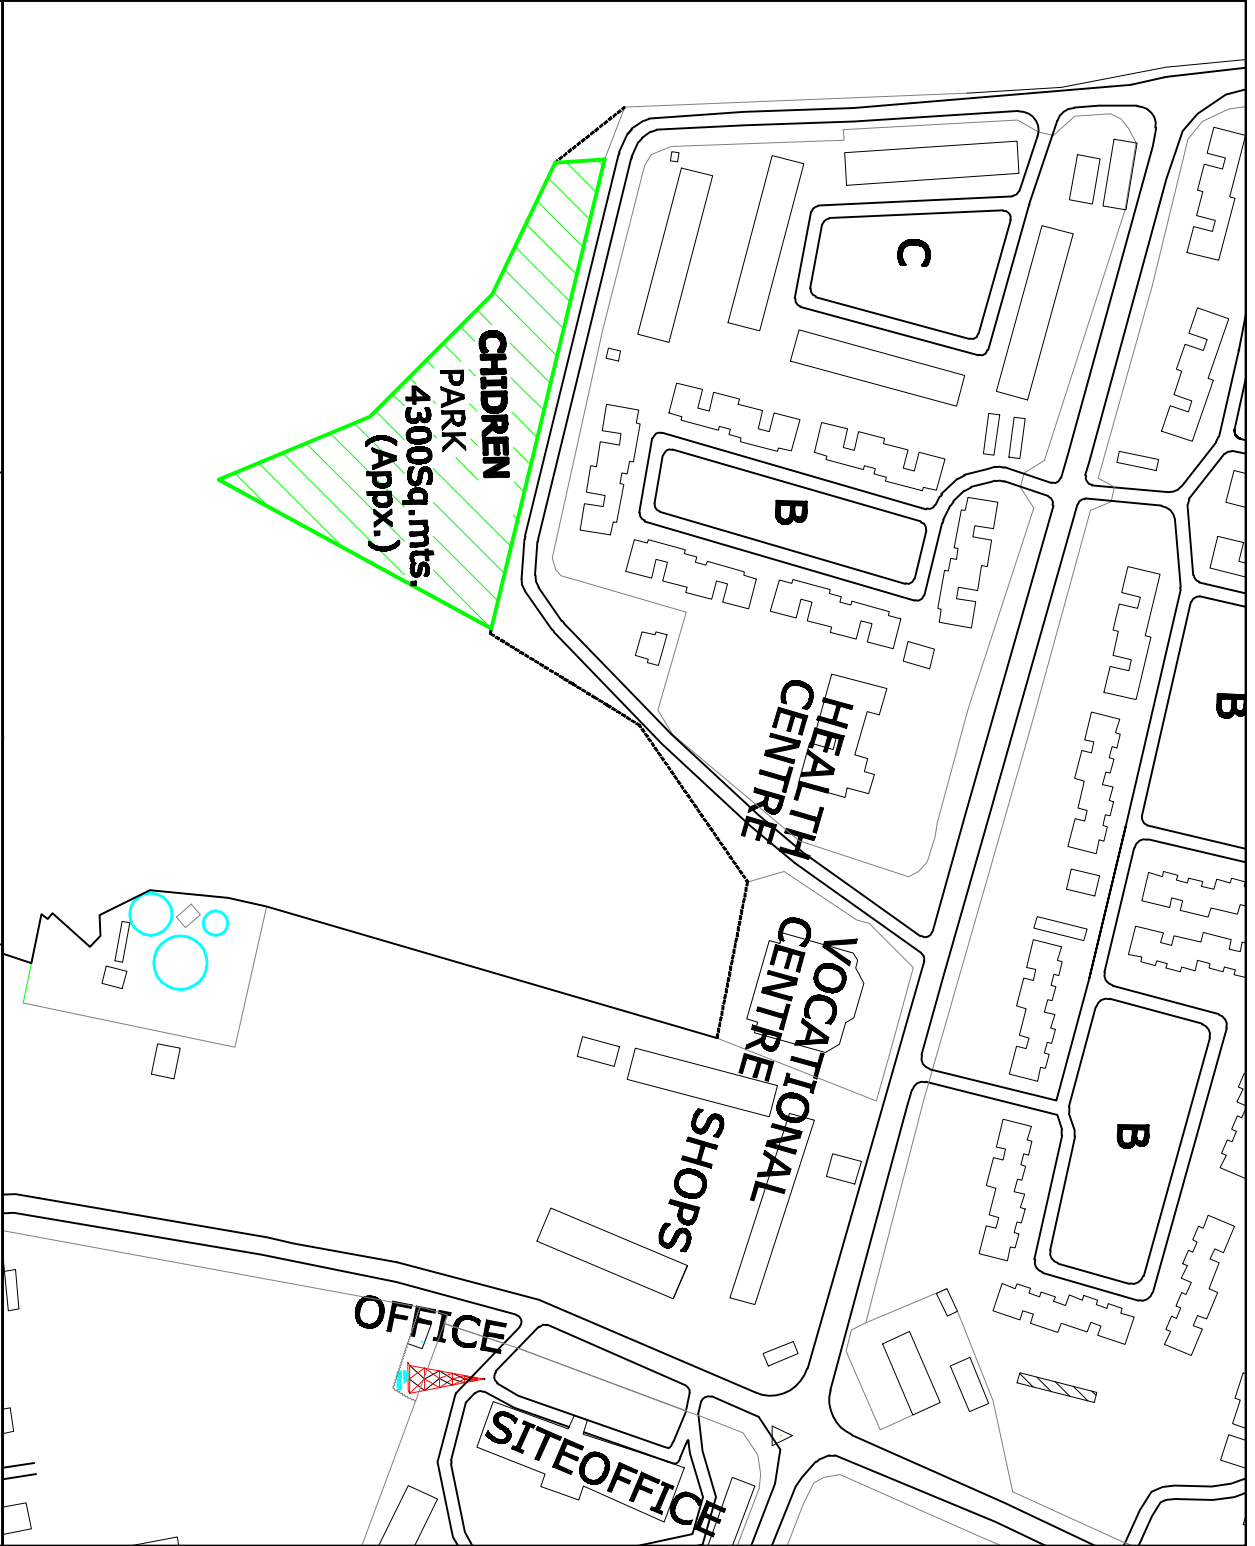 C
CHIDREN
PARK
4300Sq.mts.
(Appx.)
B
B
HEALTH
CENTRE
VOCATIONAL
CENTRE
SHOPS
B
OFFICE
SITEOFFICE